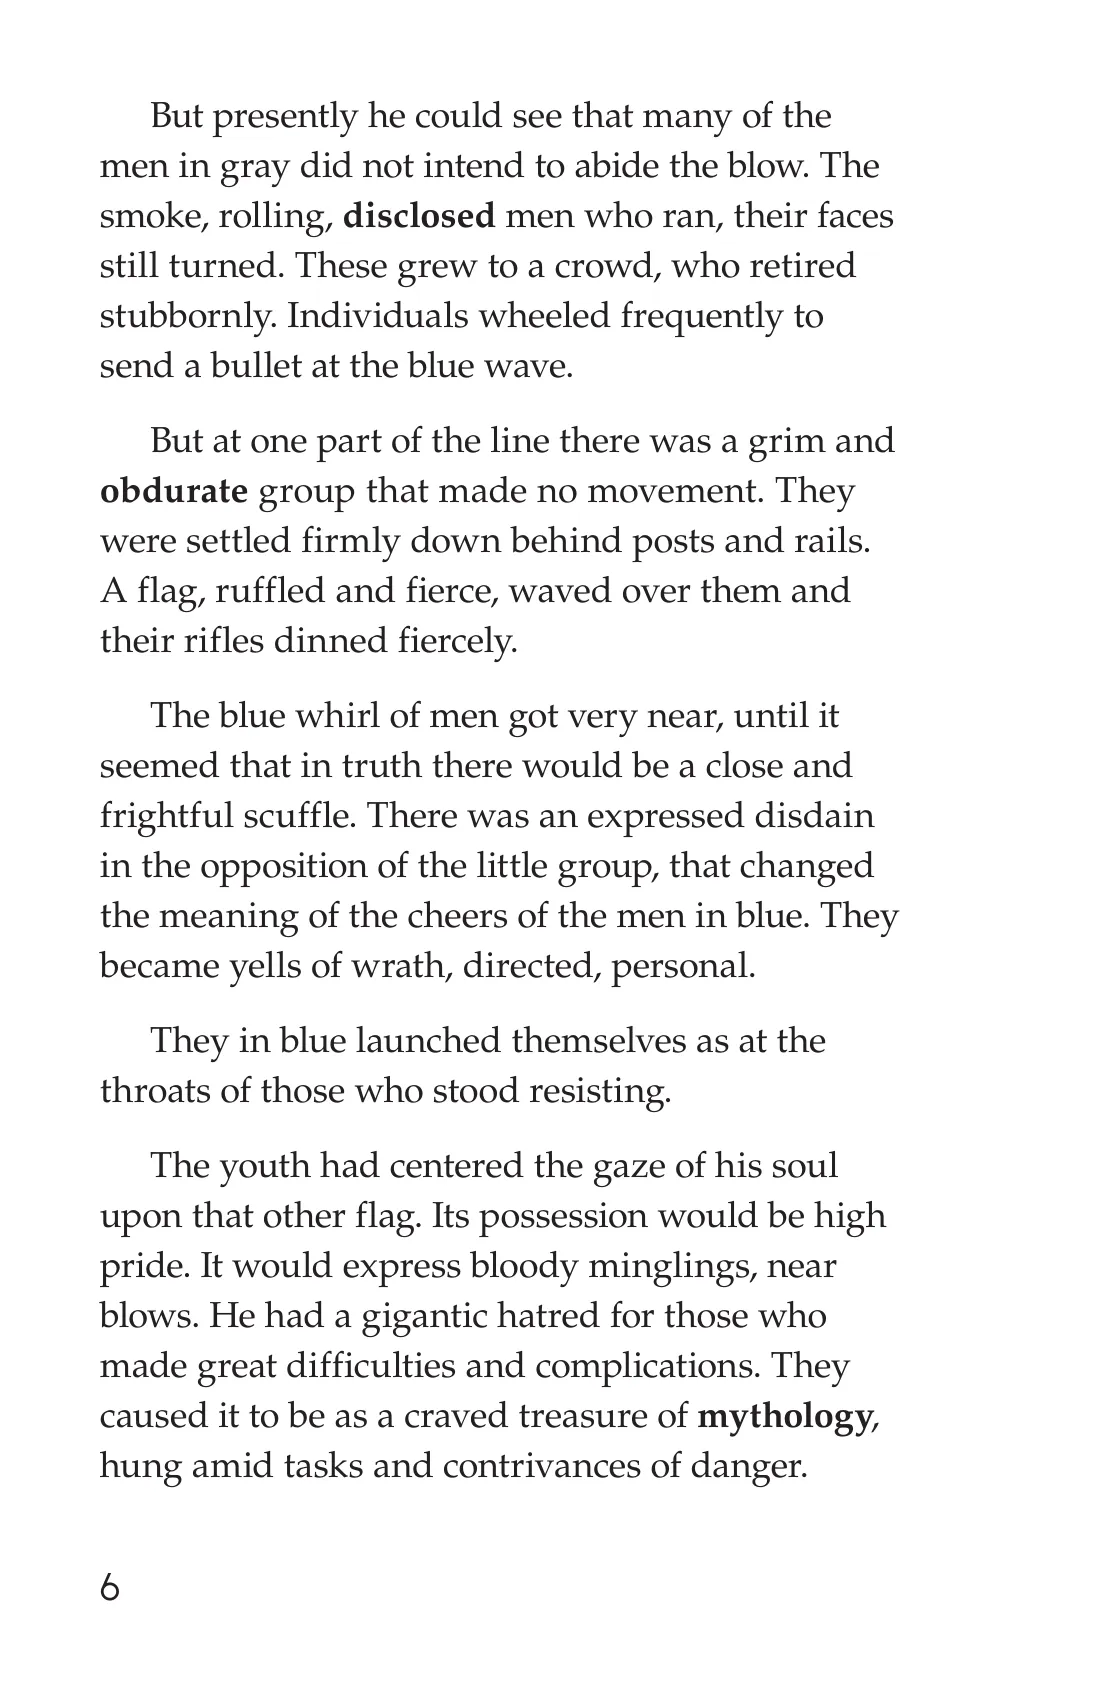 But presently he could see that many of the
men in gray did not intend to abide the blow. The
smoke, rolling, disclosed men who ran, their faces
still turned. These grew to a crowd, who retired
stubbornly. Individuals wheeled frequently to
send a bullet at the blue wave.
But at one part of the line there was a grim and
obdurate group that made no movement. They
were settled firmly down behind posts and rails.
A flag, ruffled and fierce, waved over them and
their rifles dinned fiercely.
The blue whirl of men got very near, until it
seemed that in truth there would be a close and
frightful scuffle. There was an expressed disdain
in the opposition of the little group, that changed
the meaning of the cheers of the men in blue. They
became yells of wrath, directed, personal.
They in blue launched themselves as at the
throats of those who stood resisting.
The youth had centered the gaze of his soul
upon that other flag. Its possession would be high
pride. It would express bloody minglings, near
blows. He had a gigantic hatred for those who
made great difficulties and complications. They
caused it to be as a craved treasure of mythology,
hung amid tasks and contrivances of danger.
6